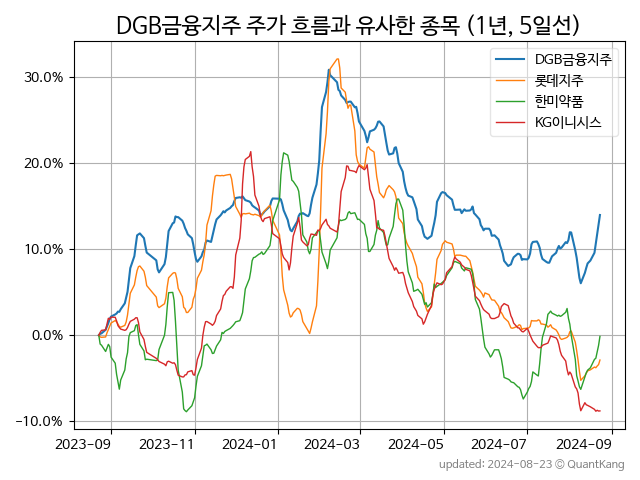 DGB금융지주 주가 흐름과 유사한 종목 (1년, 5일선)
DGB금융지주
롯데지주
한미약품
KG이니시스
30.0%
20.0%
10.0%
0.0%
−10.0%
2023-09 2023-11 2024-01 2024-03 2024-05 2024-07 2024-09
updated: 2024-08-23 © QuantKang